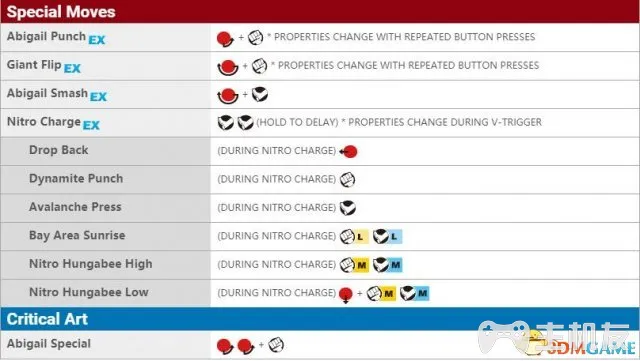 Special Moves
Abigail Punch EX + * PROPERTIES CHANGE WITH REPEATED BUTTON PRESSES
Giant Flip EX + * PROPERTIES CHANGE WITH REPEATED BUTTON PRESSES
Abigail Smash EX +
Nitro Charge EX (HOLD TO DELAY) * PROPERTIES CHANGE DURING V-TRIGGER
Drop Back (DURING NITRO CHARGE)
Dynamite Punch (DURING NITRO CHARGE)
Avalanche Press (DURING NITRO CHARGE)
Bay Area Sunrise (DURING NITRO CHARGE) L L
Nitro Hungabee High (DURING NITRO CHARGE) M M
Nitro Hungabee Low (DURING NITRO CHARGE) + M M
Critical Art
Abigail Special +
3DMGAME